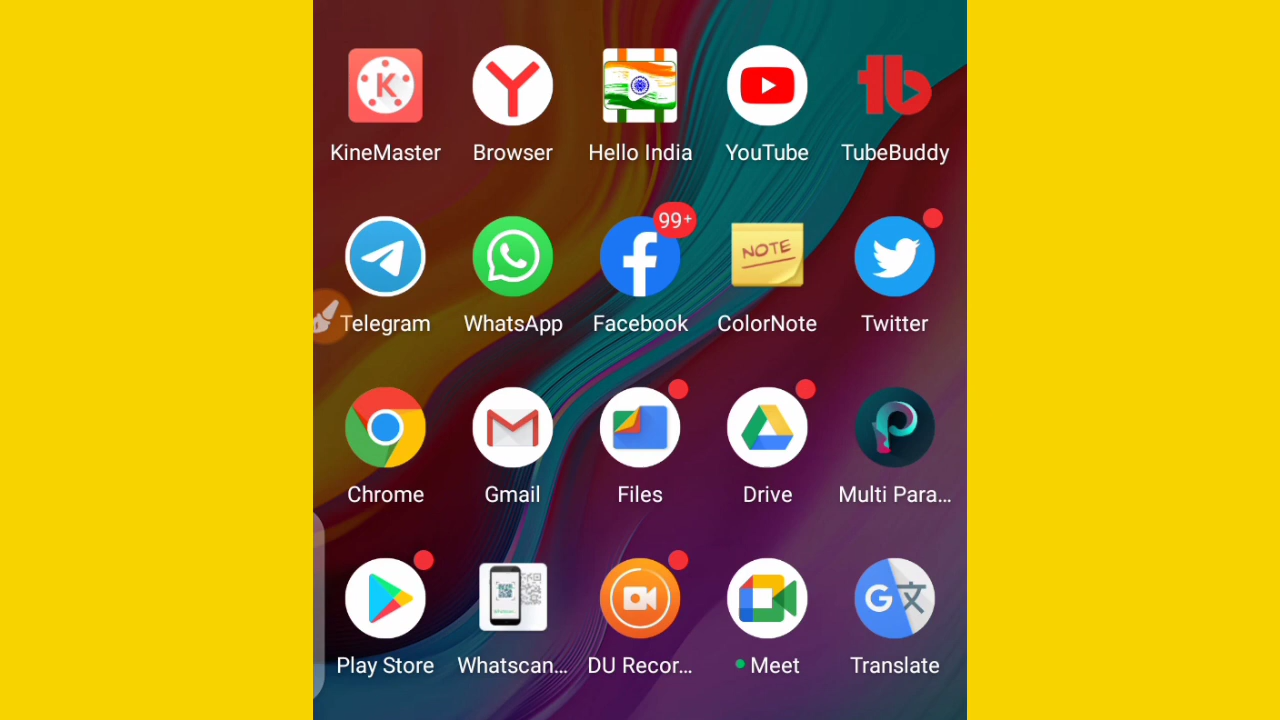 K
KineMaster Browser Hello India YouTube TubeBuddy
99+
NOTE
Telegram WhatsApp Facebook ColorNote Twitter
Chrome Gmail Files Drive Multi Para...
Play Store Whatscan... DU Recor... Meet Translate